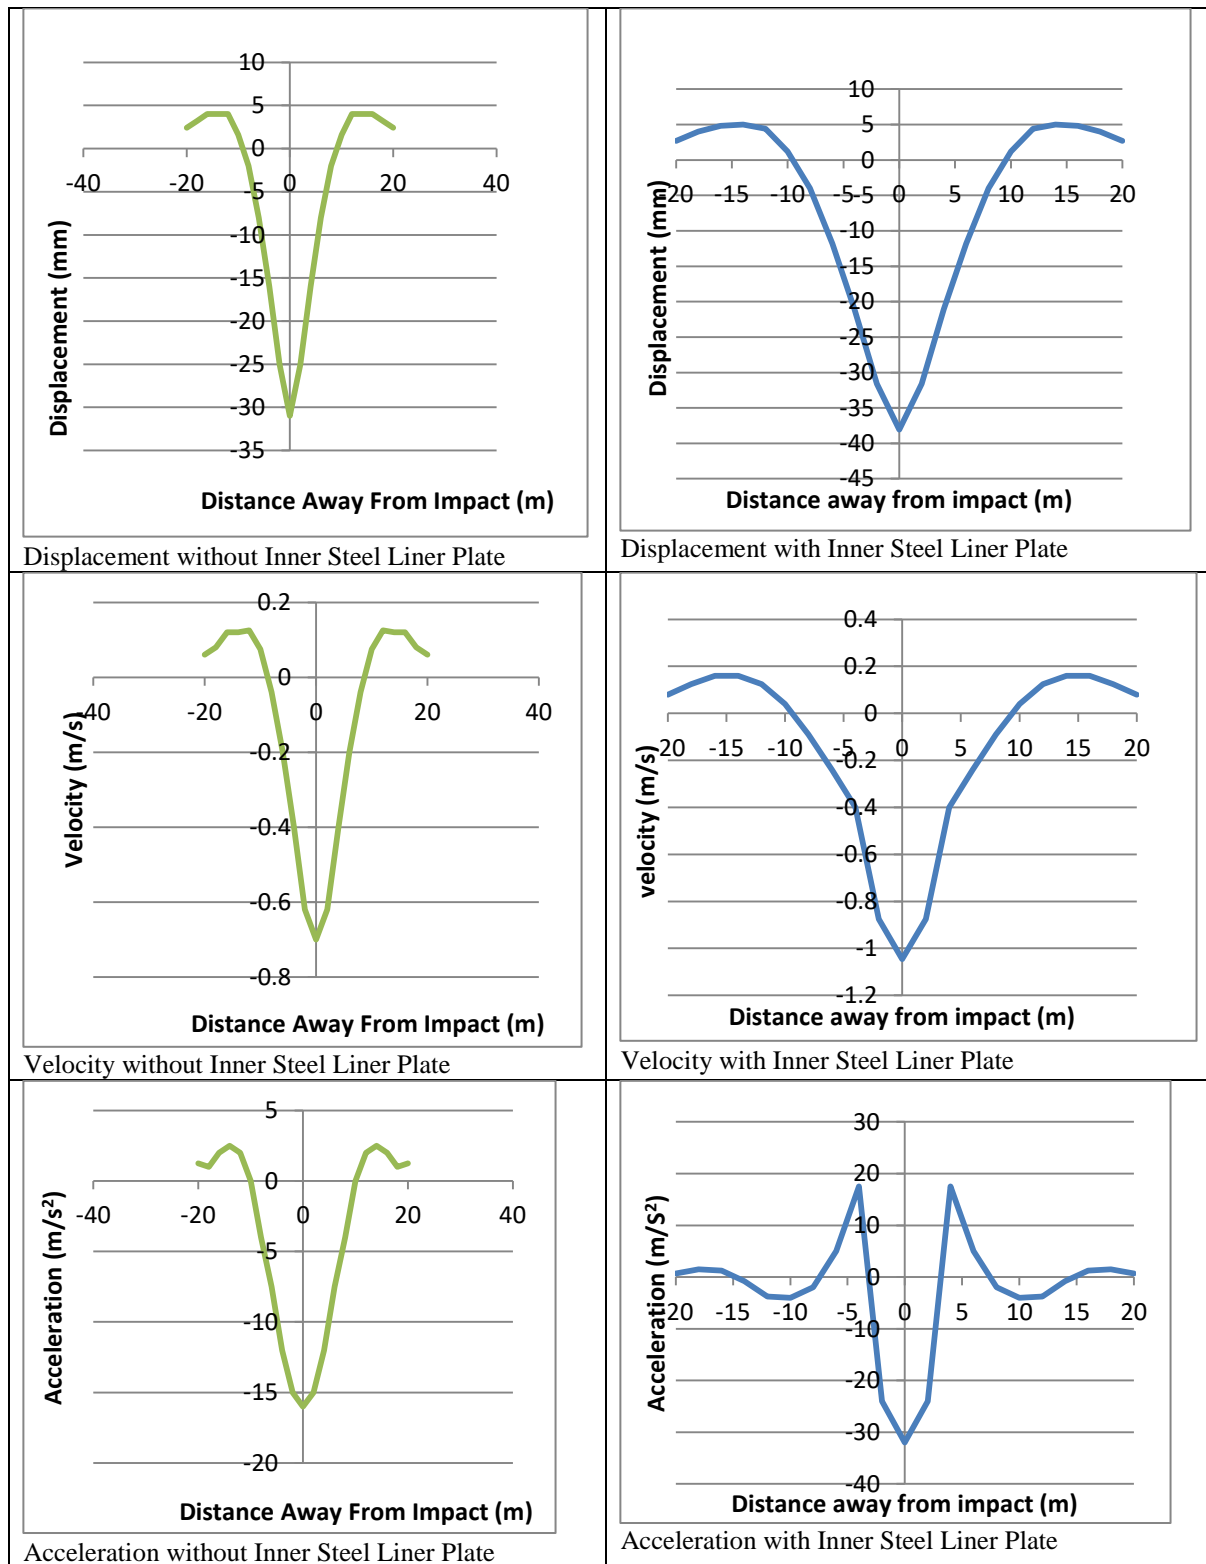 10
5
0
-40
-20
0
20
40
-5
-10
-15
-20
-25
-30
-35
Displacement (mm)
Distance Away From Impact (m)
Displacement without Inner Steel Liner Plate
10
5
0
20 -15 -10 -5 0 5 10 15 20
-5
-10
-15
-20
-25
-30
-35
-40
-45
Displacement (mm)
Distance away from impact (m)
Displacement with Inner Steel Liner Plate
0.2
0
-40 -20 0 20 40
-0.2
-0.4
-0.6
-0.8
Velocity (m/s)
Distance Away From Impact (m)
Velocity without Inner Steel Liner Plate
0.4
0.2
0
20 -15 -10 -5 0 5 10 15 20
-0.2
-0.4
-0.6
-0.8
-1
-1.2
velocity (m/s)
Distance away from impact (m)
Velocity with Inner Steel Liner Plate
5
0
-40 -20 0 20 40
-5
-10
-15
-20
Acceleration (m/s²)
Distance Away From Impact (m)
Acceleration without Inner Steel Liner Plate
30
20
10
0
20 -15 -10 -5 0 5 10 15 20
-10
-20
-30
-40
Acceleration (m/S²)
Distance away from impact (m)
Acceleration with Inner Steel Liner Plate